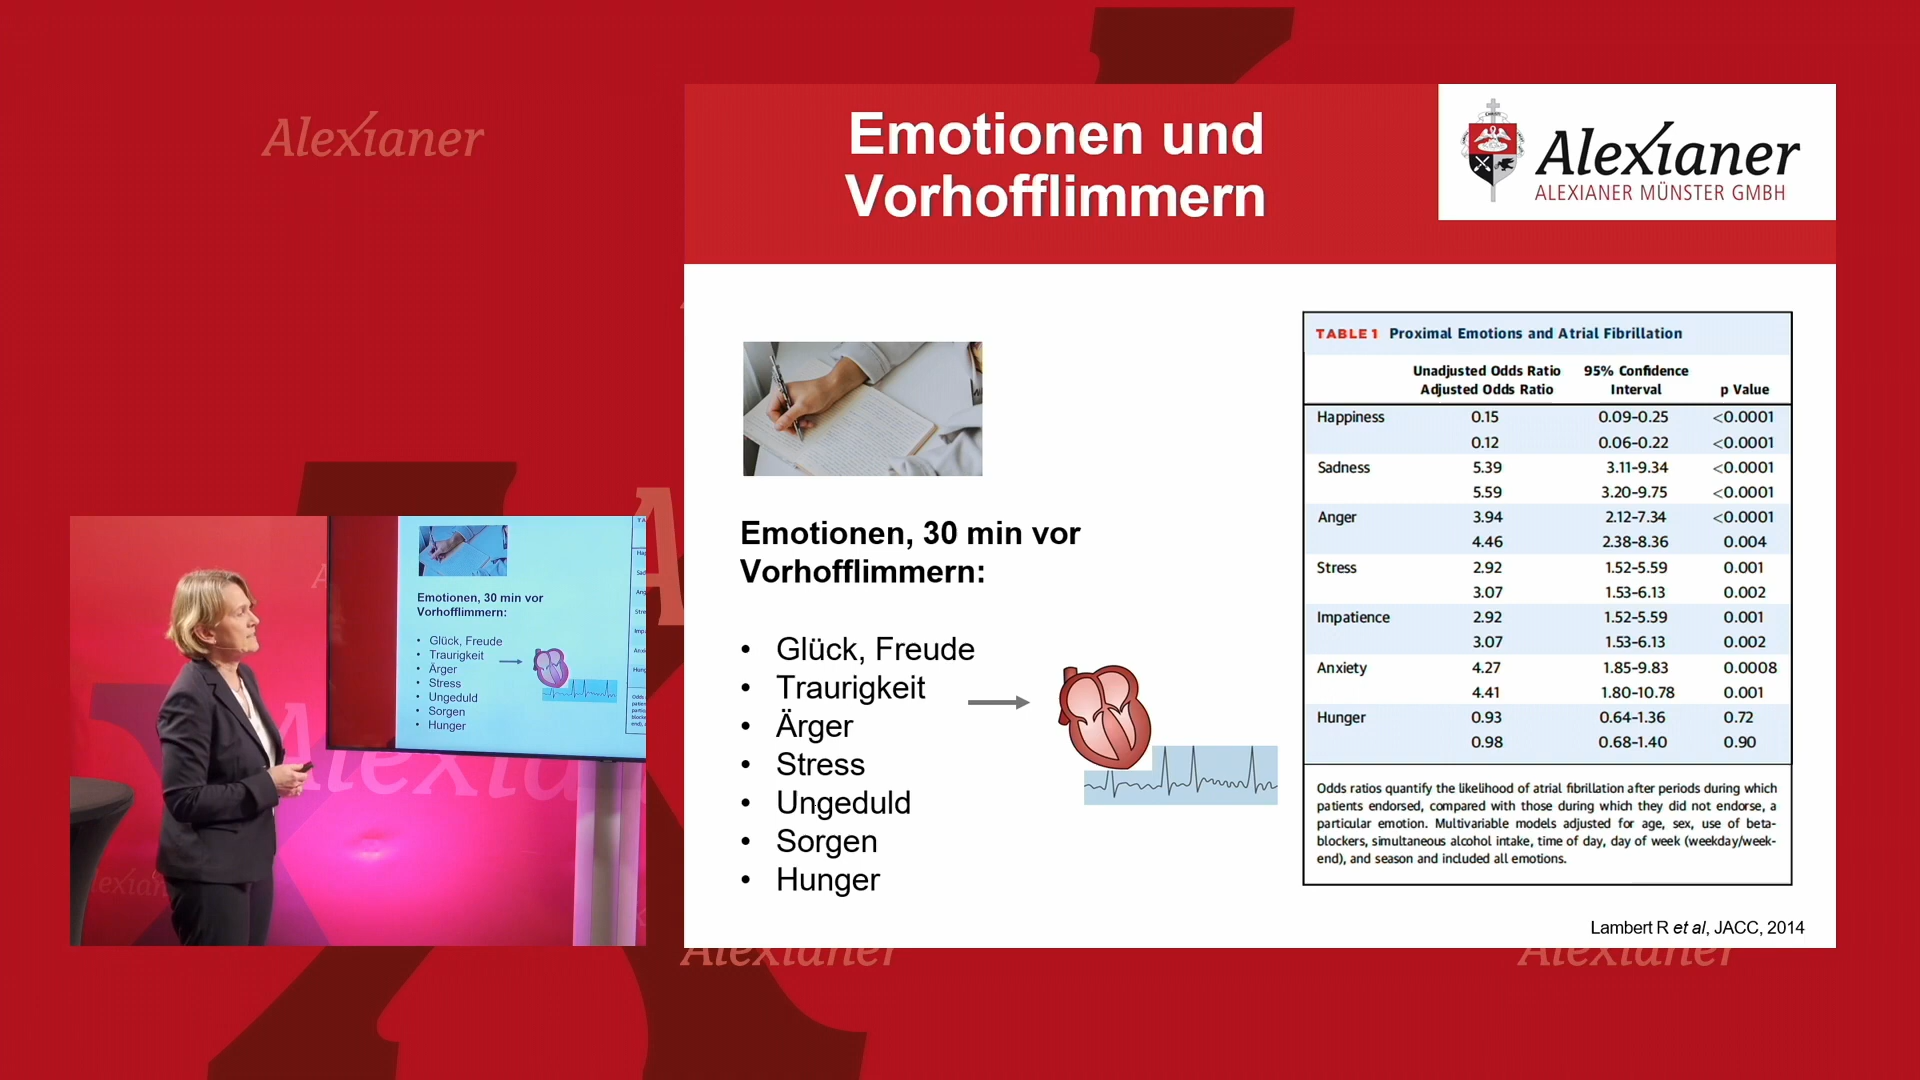 Alexianer
Emotionen und
Vorhofflimmern
Alexianer
ALEXIANER MÜNSTER GMBH
Emotionen, 30 min vor
Vorhofflimmern:
• Glück, Freude
• Traurigkeit
• Ärger
• Stress
• Ungeduld
• Sorgen
• Hunger
TABLE 1 Proximal Emotions and Atrial Fibrillation
Unadjusted Odds Ratio 95% Confidence
Adjusted Odds Ratio Interval p Value
Happiness 0.15 0.09–0.25 <0.0001
0.12 0.06–0.22 <0.0001
Sadness 5.39 3.11–9.34 <0.0001
5.59 3.20–9.75 <0.0001
Anger 3.94 2.12–7.34 <0.0001
4.46 2.38–8.36 0.004
Stress 2.92 1.52–5.59 0.001
3.07 1.53–6.13 0.002
Impatience 2.92 1.52–5.59 0.001
3.07 1.53–6.13 0.002
Anxiety 4.27 1.85–9.83 0.0008
4.41 1.80–10.78 0.001
Hunger 0.93 0.64–1.36 0.72
0.98 0.68–1.40 0.90
Odds ratios quantify the likelihood of atrial fibrillation after periods during which
patients endorsed, compared with those during which they did not endorse, a
particular emotion. Multivariable models adjusted for age, sex, use of beta-
blockers, simultaneous alcohol intake, time of day, day of week (weekday/week-
end), and season and included all emotions.
Lambert R et al, JACC, 2014
Emotionen, 30 min vor
Vorhofflimmern:
• Glück, Freude
• Traurigkeit
• Ärger
• Stress
• Ungeduld
• Sorgen
• Hunger
Alexianer
Alexianer